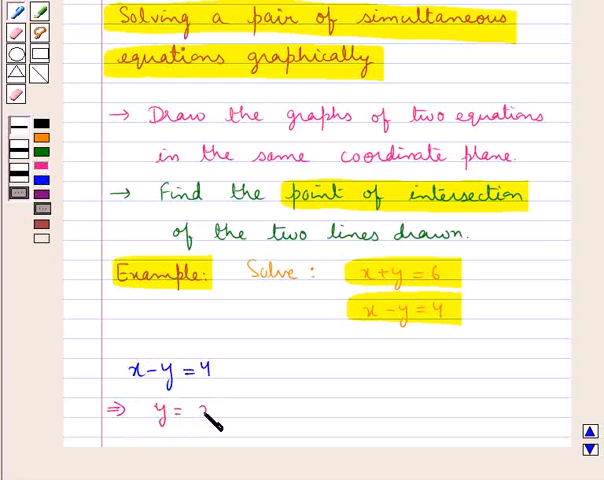 Solving a pair of simultaneous
equations graphically
→ Draw the graphs of two equations
in the same coordinate plane.
→ Find the point of intersection
of the two lines drawn.
Example: Solve : x + y = 6
x - y = 4
x - y = 4
⇒ y =